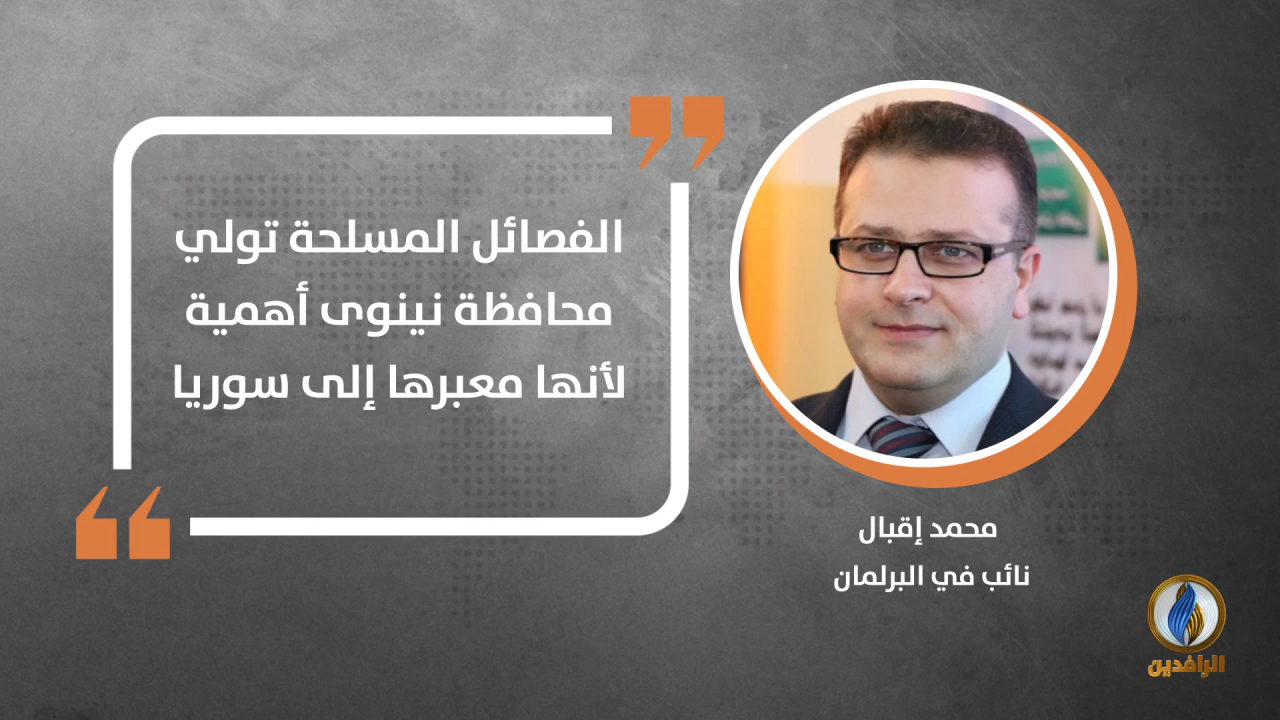 الفصائل المسلحة تولي
محافظة نينوى أهمية
لأنها معبرها إلى سوريا
محمد إقبال
نائب في البرلمان
الرافدين